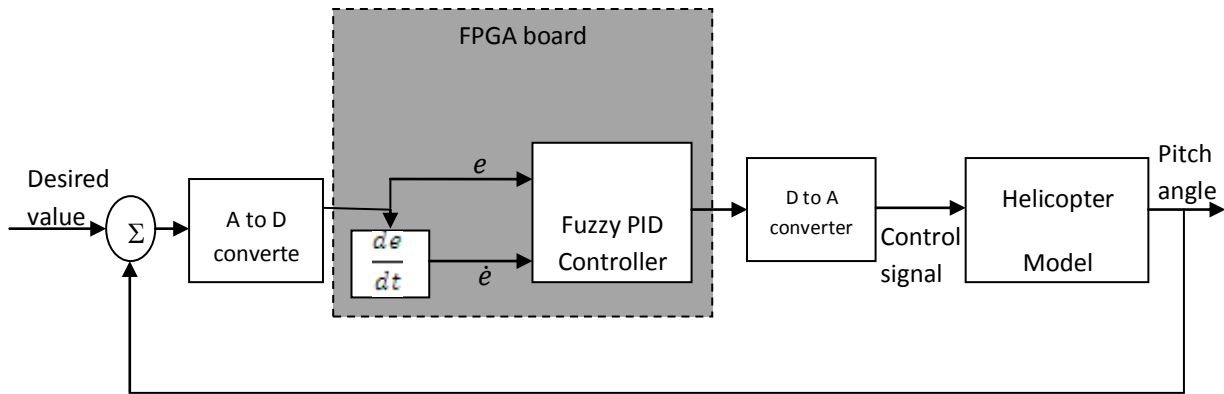 FPGA board
Desired
value
Σ
A to D
converte
e
de
dt
ė
Fuzzy PID
Controller
D to A
converter
Control
signal
Helicopter
Model
Pitch
angle